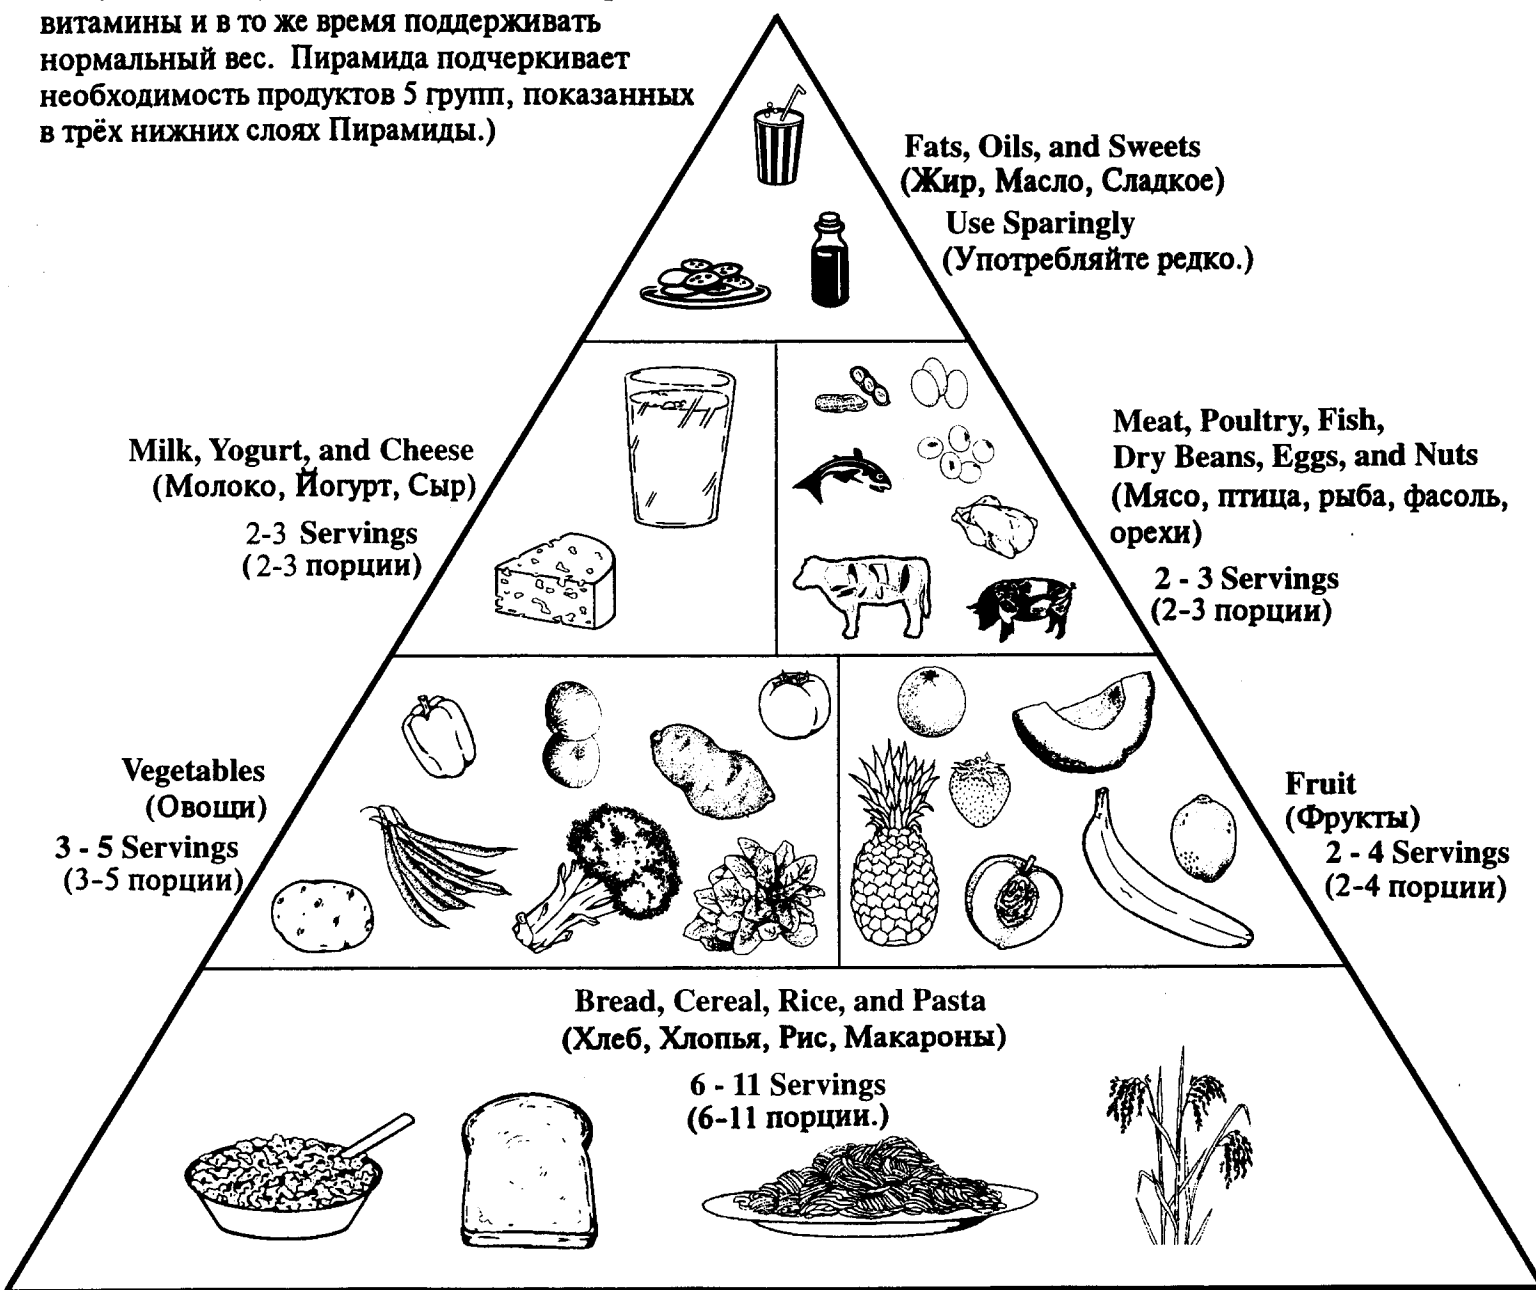 витамины и в то же время поддерживать
нормальный вес. Пирамида подчеркивает
необходимость продуктов 5 групп, показанных
в трёх нижних слоях Пирамиды.)
Fats, Oils, and Sweets
(Жир, Масло, Сладкое)
Use Sparingly
(Употребляйте редко.)
Milk, Yogurt, and Cheese
(Молоко, Йогурт, Сыр)
2-3 Servings
(2-3 порции)
Meat, Poultry, Fish,
Dry Beans, Eggs, and Nuts
(Мясо, птица, рыба, фасоль,
орехи)
2 - 3 Servings
(2-3 порции)
Vegetables
(Овощи)
3 - 5 Servings
(3-5 порции)
Fruit
(Фрукты)
2 - 4 Servings
(2-4 порции)
Bread, Cereal, Rice, and Pasta
(Хлеб, Хлопья, Рис, Макароны)
6 - 11 Servings
(6-11 порции.)